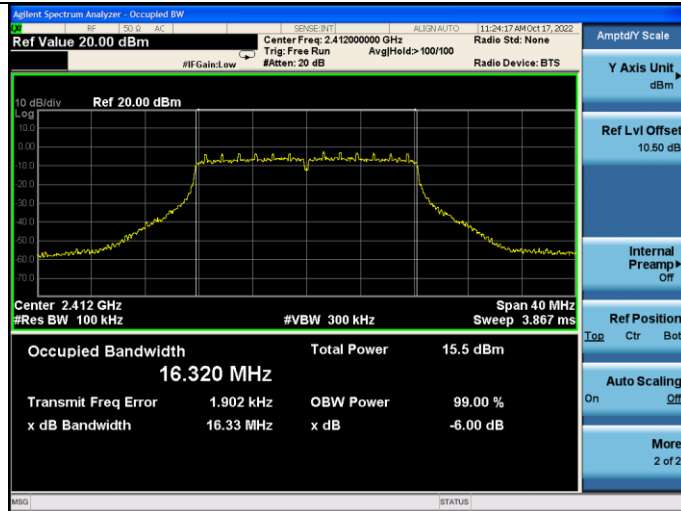 Agilent Spectrum Analyzer - Occupied BW
LXI RF 50 Ω AC SENSE:INT ALIGN AUTO 11:24:17 AM Oct 17, 2022
Ref Value 20.00 dBm Center Freq: 2.412000000 GHz Radio Std: None
Trig: Free Run Avg|Hold:> 100/100
#IFGain:Low #Atten: 20 dB Radio Device: BTS
10 dB/div Ref 20.00 dBm
Log
10.0
0.00
-10.0
-20.0
-30.0
-40.0
-50.0
-60.0
-70.0
Center 2.412 GHz Span 40 MHz
#Res BW 100 kHz #VBW 300 kHz Sweep 3.867 ms
Occupied Bandwidth Total Power 15.5 dBm
16.320 MHz
Transmit Freq Error 1.902 kHz OBW Power 99.00 %
x dB Bandwidth 16.33 MHz x dB -6.00 dB
MSG STATUS
Amptd/Y Scale
Y Axis Unit
dBm
Ref Lvl Offset
10.50 dB
Internal
Preamp
Off
Ref Position
Top Ctr Bot
Auto Scaling
On Off
More
2 of 2